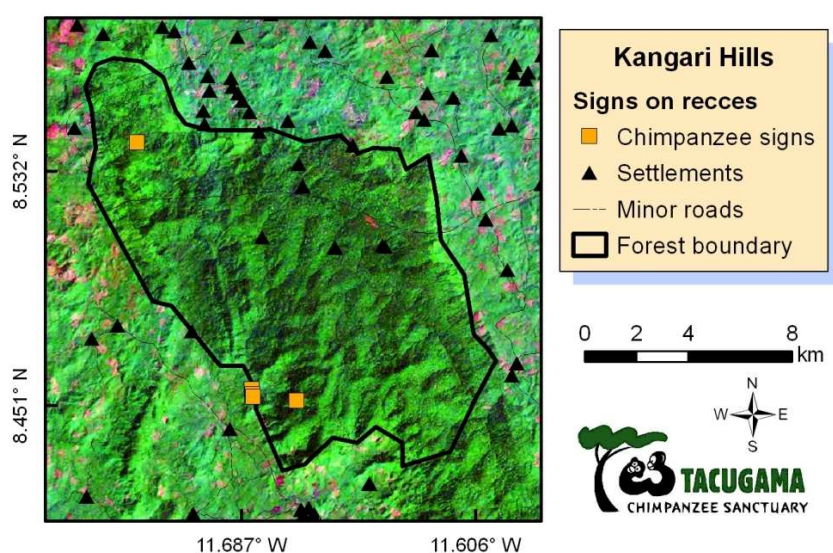 Kangari Hills
Signs on recces
Chimpanzee signs
Settlements
Minor roads
Forest boundary
8.532° N
8.451° N
11.687° W
11.606° W
0 2 4 8
km
N
W E
S
TACUGAMA
CHIMPANZEE SANCTUARY